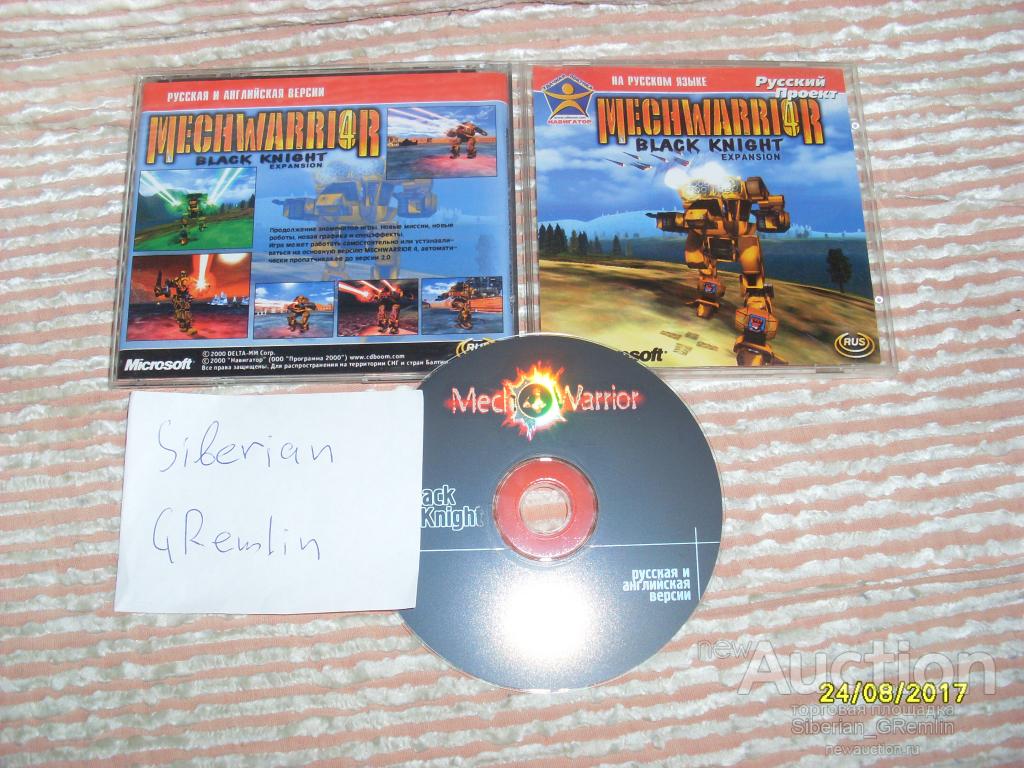 РУССКАЯ И АНГЛИЙСКАЯ ВЕРСИИ
MECHWARRIOR
4
BLACK KNIGHT
EXPANSION
Продолжение знаменитой игры. Новые миссии, новые
роботы, новая графика и спецэффекты.
Игра может работать самостоятельно или устанавли-
ваться на основную версию MECHWARRIOR 4, автомати-
чески пропатчивая ее до версии 2.0
Microsoft
© 2000 DELTA-MM Corp.
© 2000 "Навигатор" (ООО "Программа 2000") www.cdboom.com
Все права защищены. Для распространения на территории СНГ и стран Балтии
RUS
НА РУССКОМ ЯЗЫКЕ
Русский
Проект
НАВИГАТОР
MECHWARRIOR
4
BLACK KNIGHT
EXPANSION
soft
RUS
Mech 4 Warrior
ack
Knight
русская и
английская
версии
Siberian
GRemlin
newAuction
24/08/2017
торговая площадка
Siberian_GRemlin
newauction.ru